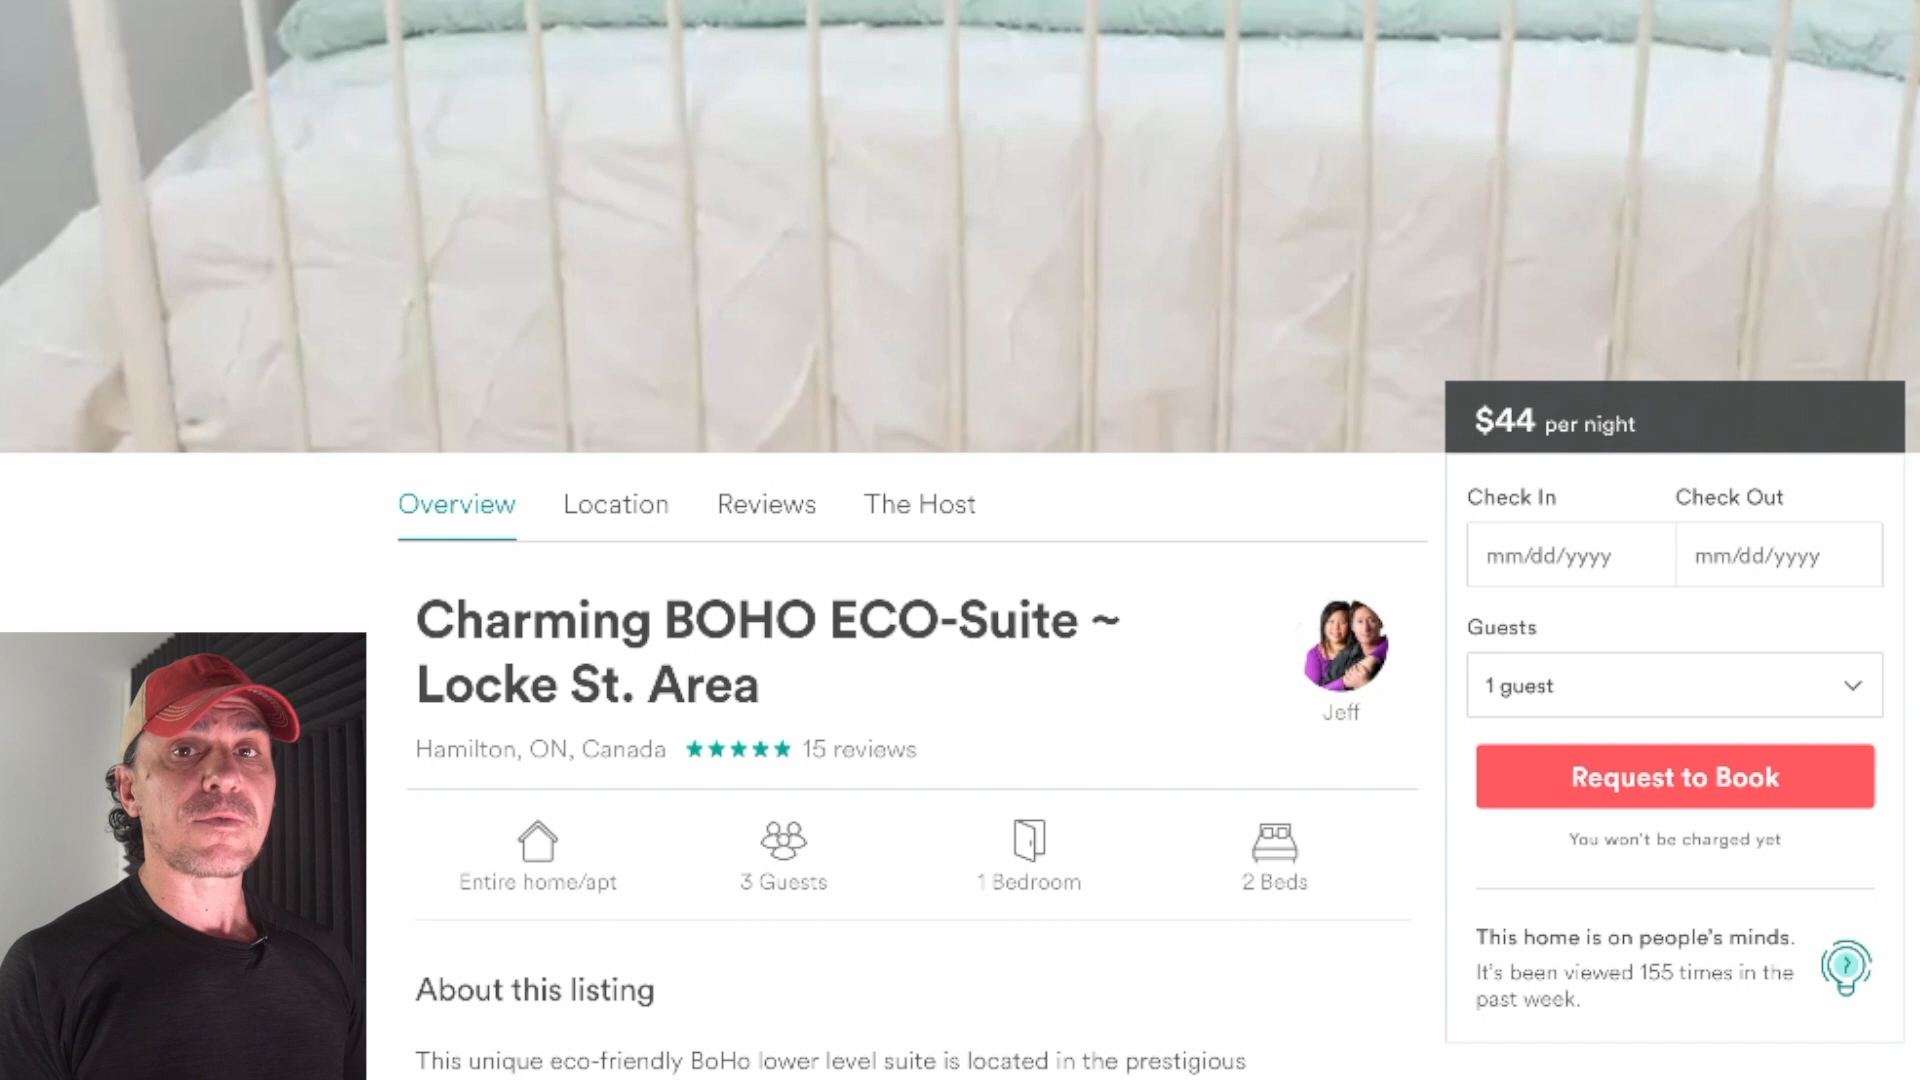 $44 per night
Overview Location Reviews The Host
Check In Check Out
mm/dd/yyyy mm/dd/yyyy
Charming BOHO ECO-Suite ~
Locke St. Area
Jeff
Hamilton, ON, Canada ★★★★★ 15 reviews
Guests
1 guest
Request to Book
You won't be charged yet
Entire home/apt 3 Guests 1 Bedroom 2 Beds
This home is on people's minds.
It's been viewed 155 times in the
past week.
About this listing
This unique eco-friendly BoHo lower level suite is located in the prestigious